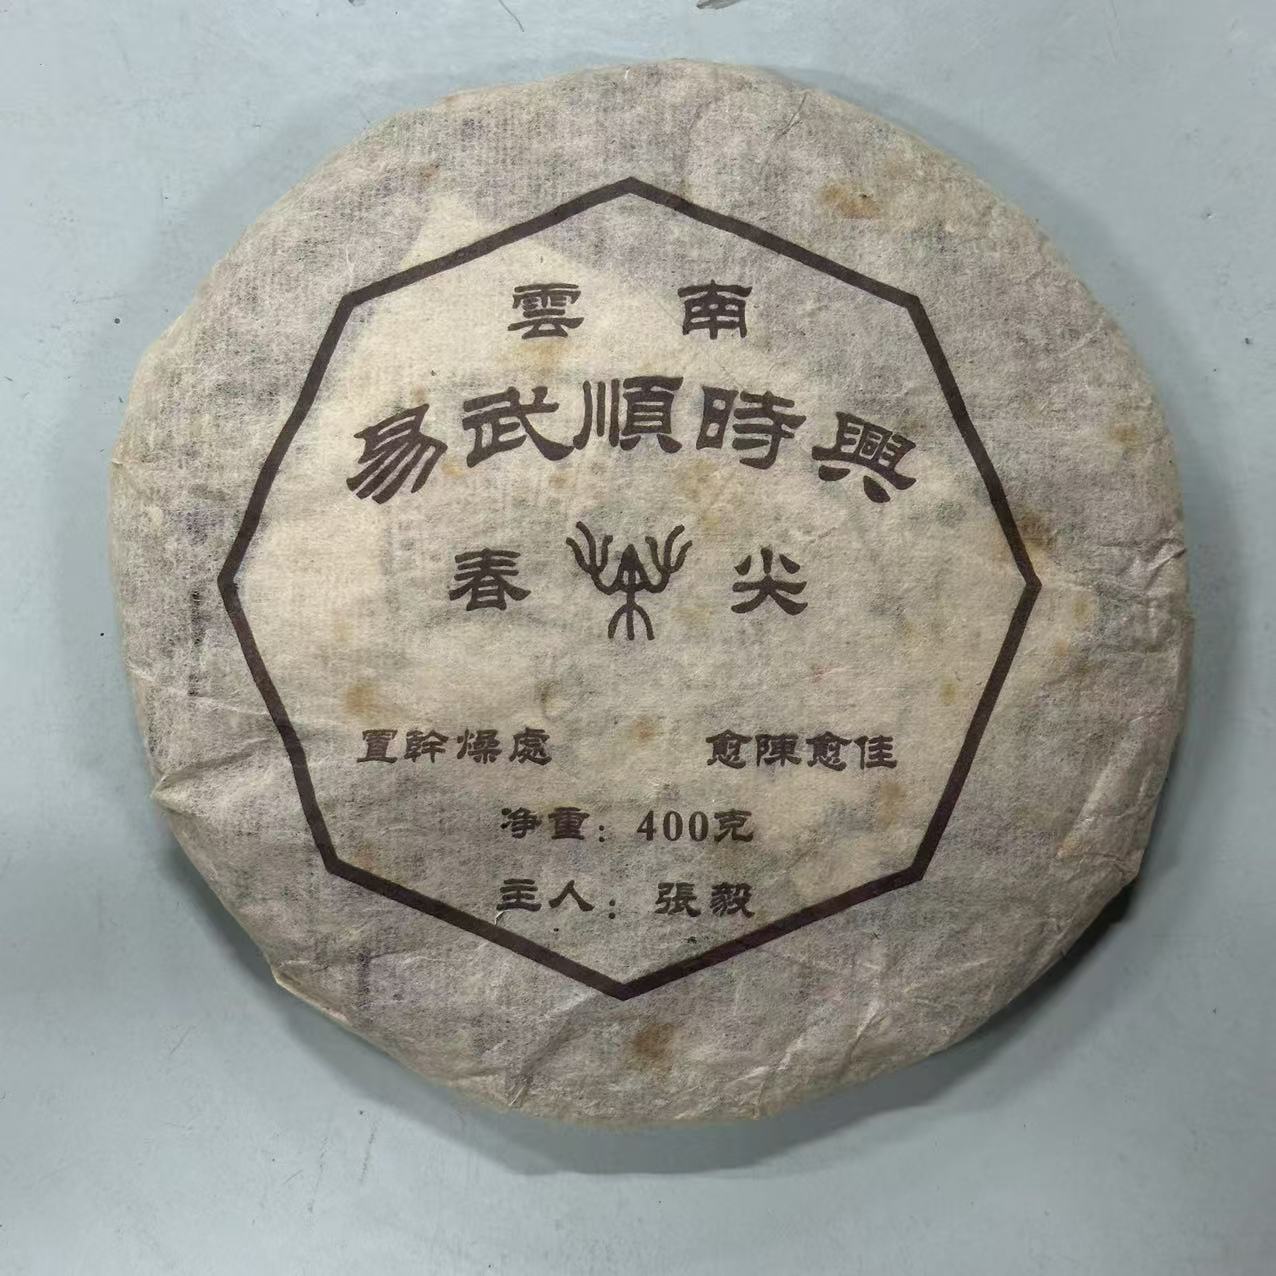 雲南
易武順時興
春尖
置幹燥處 愈陳愈佳
净重：400克
主人：張毅